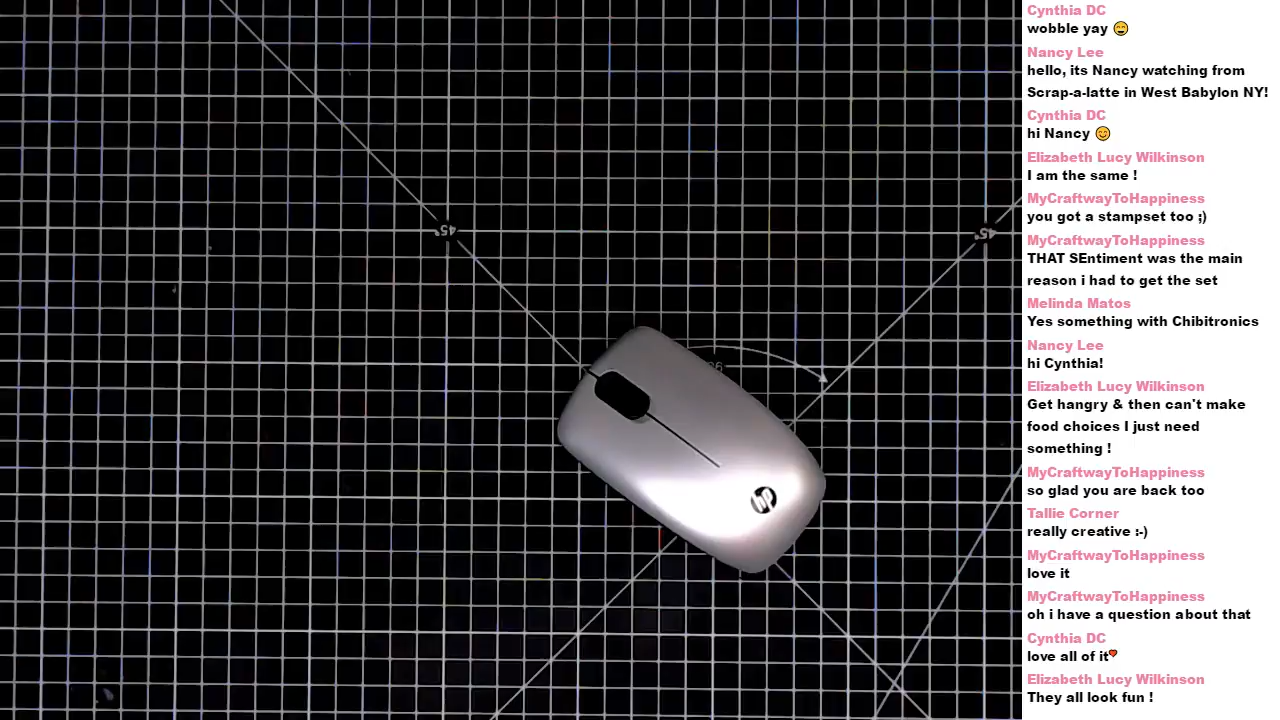 Cynthia DC
wobble yay 😄
Nancy Lee
hello, its Nancy watching from
Scrap-a-latte in West Babylon NY!
Cynthia DC
hi Nancy 😊
Elizabeth Lucy Wilkinson
I am the same !
MyCraftwayToHappiness
you got a stampset too ;)
MyCraftwayToHappiness
THAT SEntiment was the main
reason i had to get the set
Melinda Matos
Yes something with Chibitronics
Nancy Lee
hi Cynthia!
Elizabeth Lucy Wilkinson
Get hangry & then can't make
food choices I just need
something !
MyCraftwayToHappiness
so glad you are back too
Tallie Corner
really creative :-)
MyCraftwayToHappiness
love it
MyCraftwayToHappiness
oh i have a question about that
Cynthia DC
love all of it❤
Elizabeth Lucy Wilkinson
They all look fun !
45°
45°
hp